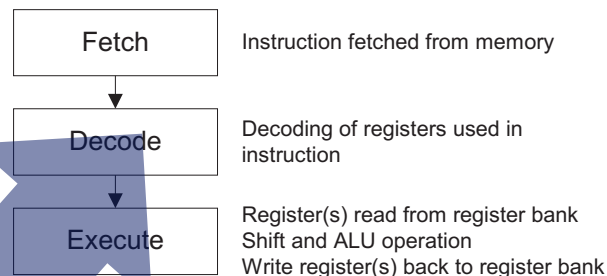 Fetch
Instruction fetched from memory
Decode
Decoding of registers used in
instruction
Execute
Register(s) read from register bank
Shift and ALU operation
Write register(s) back to register bank